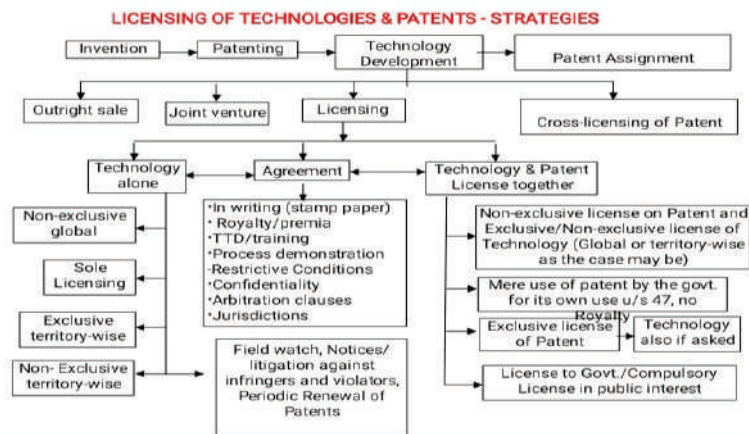 LICENSING OF TECHNOLOGIES & PATENTS - STRATEGIES
Invention
Patenting
Technology
Development
Patent Assignment
Outright sale
Joint venture
Licensing
Cross-licensing of Patent
Technology
alone
Agreement
Technology & Patent
License together
Non-exclusive
global
Sole
Licensing
Exclusive
territory-wise
Non- Exclusive
territory-wise
•In writing (stamp paper)
• Royalty/premia
•TTD/training
•Process demonstration
-Restrictive Conditions
•Confidentiality
•Arbitration clauses
•Jurisdictions
Field watch, Notices/
litigation against
infringers and violators,
Periodic Renewal of
Patents
Non-exclusive license on Patent and
Exclusive/Non-exclusive license of
Technology (Global or territory-wise
as the case may be)
Mere use of patent by the govt.
for its own use u/s 47, no
Royalty
Exclusive license
of Patent
Technology
also if asked
License to Govt./Compulsory
License in public interest